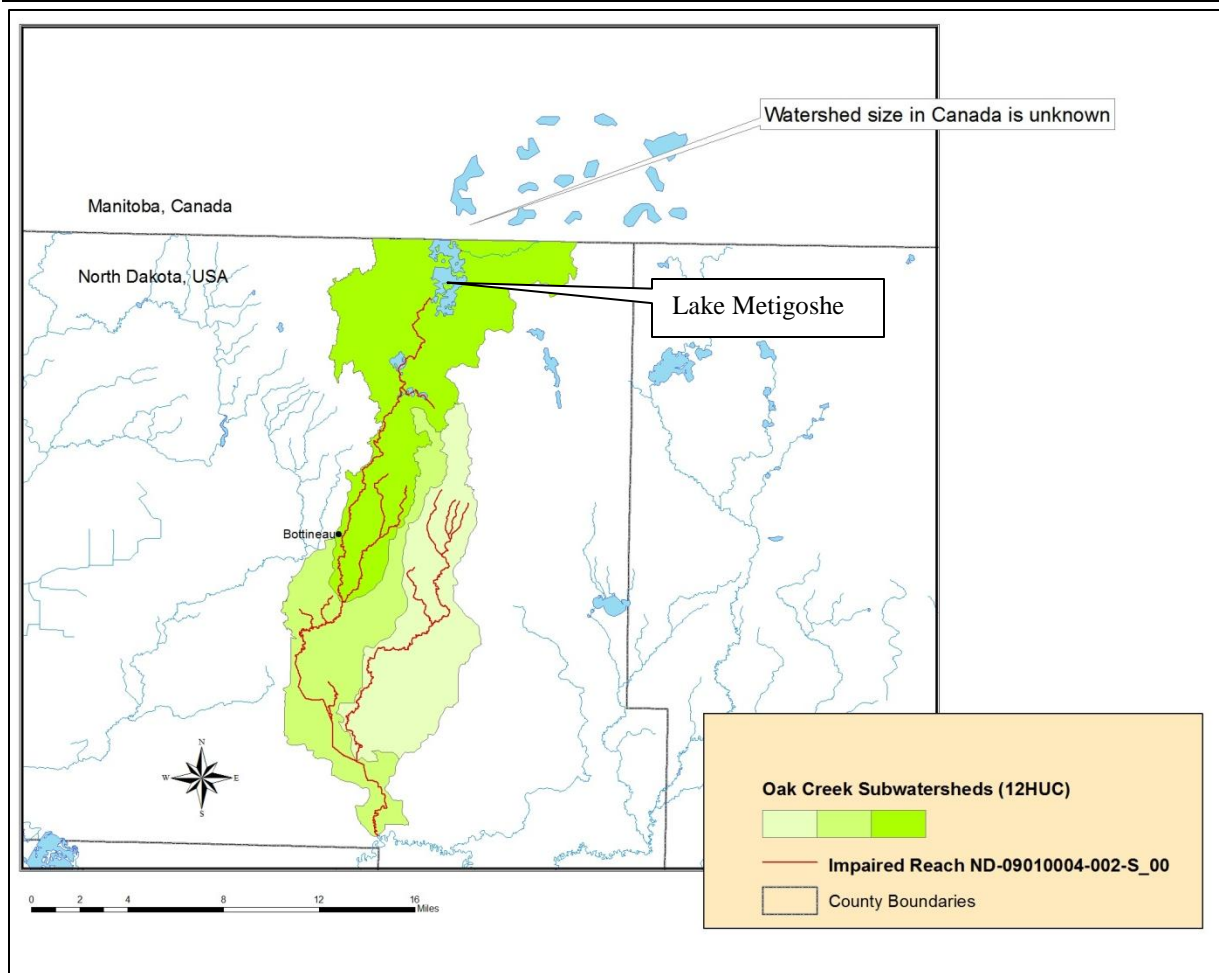 Watershed size in Canada is unknown
Manitoba, Canada
North Dakota, USA
Lake Metigoshe
Bottineau
N
W E
S
Oak Creek Subwatersheds (12HUC)
Impaired Reach ND-09010004-002-S_00
County Boundaries
0 2 4 8 12 16
Miles